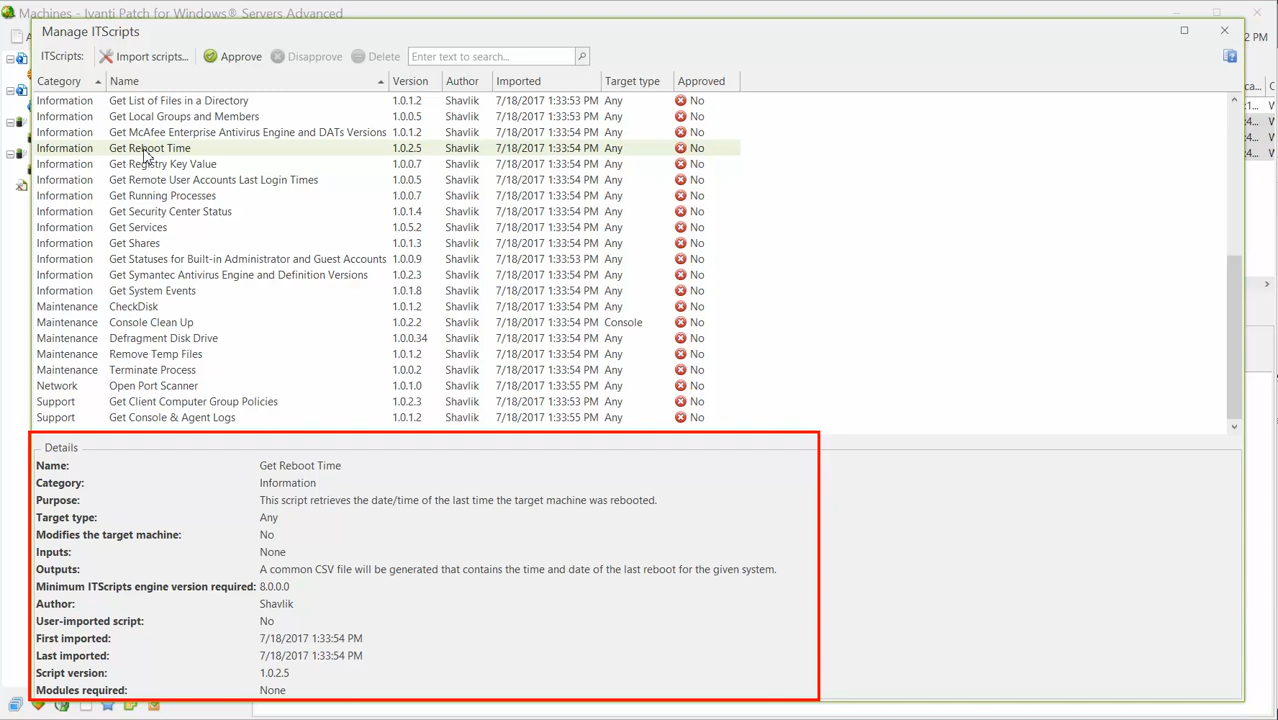 Machines - Ivanti Patch for Windows® Servers Advanced
Manage ITScripts
ITScripts: Import scripts... Approve Disapprove Delete Enter text to search...
2 PM
Category Name Version Author Imported Target type Approved
Information Get List of Files in a Directory 1.0.1.2 Shavlik 7/18/2017 1:33:53 PM Any No
Information Get Local Groups and Members 1.0.0.5 Shavlik 7/18/2017 1:33:53 PM Any No
Information Get McAfee Enterprise Antivirus Engine and DATs Versions 1.0.1.2 Shavlik 7/18/2017 1:33:54 PM Any No
Information Get Reboot Time 1.0.2.5 Shavlik 7/18/2017 1:33:54 PM Any No
Information Get Registry Key Value 1.0.0.7 Shavlik 7/18/2017 1:33:54 PM Any No
Information Get Remote User Accounts Last Login Times 1.0.0.5 Shavlik 7/18/2017 1:33:54 PM Any No
Information Get Running Processes 1.0.0.7 Shavlik 7/18/2017 1:33:54 PM Any No
Information Get Security Center Status 1.0.1.4 Shavlik 7/18/2017 1:33:54 PM Any No
Information Get Services 1.0.5.2 Shavlik 7/18/2017 1:33:54 PM Any No
Information Get Shares 1.0.1.3 Shavlik 7/18/2017 1:33:54 PM Any No
Information Get Statuses for Built-in Administrator and Guest Accounts 1.0.0.9 Shavlik 7/18/2017 1:33:53 PM Any No
Information Get Symantec Antivirus Engine and Definition Versions 1.0.2.3 Shavlik 7/18/2017 1:33:54 PM Any No
Information Get System Events 1.0.1.8 Shavlik 7/18/2017 1:33:54 PM Any No
Maintenance CheckDisk 1.0.1.2 Shavlik 7/18/2017 1:33:54 PM Any No
Maintenance Console Clean Up 1.0.2.2 Shavlik 7/18/2017 1:33:54 PM Console No
Maintenance Defragment Disk Drive 1.0.0.34 Shavlik 7/18/2017 1:33:54 PM Any No
Maintenance Remove Temp Files 1.0.1.2 Shavlik 7/18/2017 1:33:54 PM Any No
Maintenance Terminate Process 1.0.0.2 Shavlik 7/18/2017 1:33:54 PM Any No
Network Open Port Scanner 1.0.1.0 Shavlik 7/18/2017 1:33:55 PM Any No
Support Get Client Computer Group Policies 1.0.2.3 Shavlik 7/18/2017 1:33:54 PM Any No
Support Get Console & Agent Logs 1.0.1.2 Shavlik 7/18/2017 1:33:55 PM Any No
Details
Name: Get Reboot Time
Category: Information
Purpose: This script retrieves the date/time of the last time the target machine was rebooted.
Target type: Any
Modifies the target machine: No
Inputs: None
Outputs: A common CSV file will be generated that contains the time and date of the last reboot for the given system.
Minimum ITScripts engine version required: 8.0.0.0
Author: Shavlik
User-imported script: No
First imported: 7/18/2017 1:33:54 PM
Last imported: 7/18/2017 1:33:54 PM
Script version: 1.0.2.5
Modules required: None